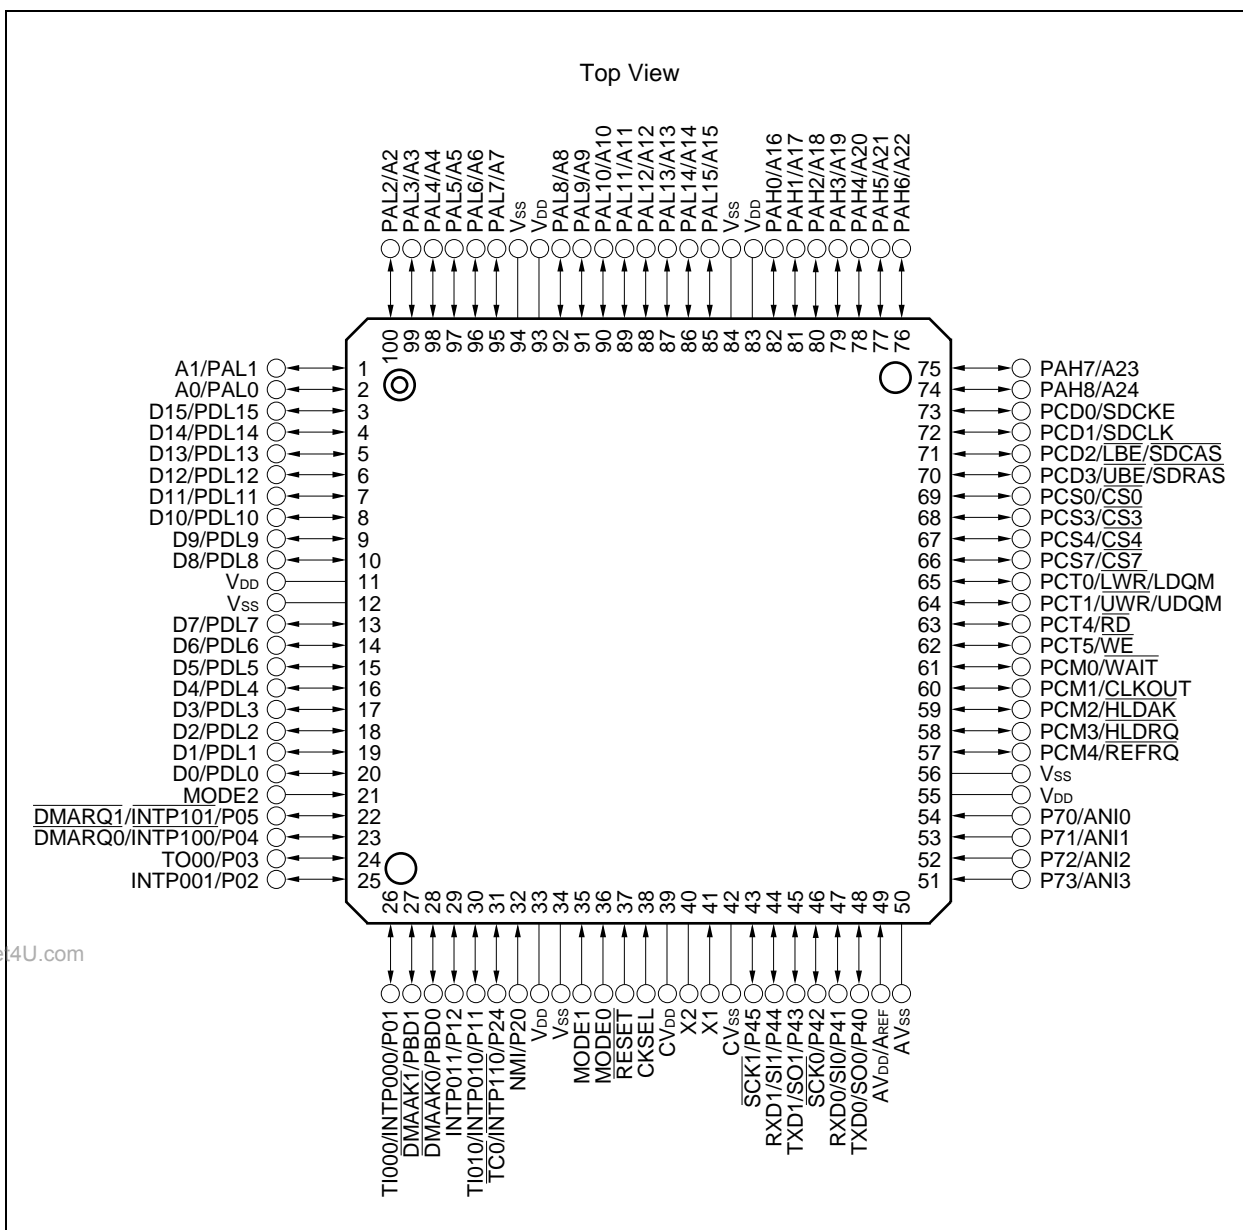 Top View
PAL2/A2
PAL3/A3
PAL4/A4
PAL5/A5
PAL6/A6
PAL7/A7
VSS
VDD
PAL8/A8
PAL9/A9
PAL10/A10
PAL11/A11
PAL12/A12
PAL13/A13
PAL14/A14
PAL15/A15
VSS
VDD
PAH0/A16
PAH1/A17
PAH2/A18
PAH3/A19
PAH4/A20
PAH5/A21
PAH6/A22
100
99
98
97
96
95
94
93
92
91
90
89
88
87
86
85
84
83
82
81
80
79
78
77
76
A1/PAL1 1
A0/PAL0 2
D15/PDL15 3
D14/PDL14 4
D13/PDL13 5
D12/PDL12 6
D11/PDL11 7
D10/PDL10 8
D9/PDL9 9
D8/PDL8 10
VDD 11
VSS 12
D7/PDL7 13
D6/PDL6 14
D5/PDL5 15
D4/PDL4 16
D3/PDL3 17
D2/PDL2 18
D1/PDL1 19
D0/PDL0 20
MODE2 21
DMARQ1/INTP101/P05 22
DMARQ0/INTP100/P04 23
TO00/P03 24
INTP001/P02 25
75 PAH7/A23
74 PAH8/A24
73 PCD0/SDCKE
72 PCD1/SDCLK
71 PCD2/LBE/SDCAS
70 PCD3/UBE/SDRAS
69 PCS0/CS0
68 PCS3/CS3
67 PCS4/CS4
66 PCS7/CS7
65 PCT0/LWR/LDQM
64 PCT1/UWR/UDQM
63 PCT4/RD
62 PCT5/WE
61 PCM0/WAIT
60 PCM1/CLKOUT
59 PCM2/HLDAK
58 PCM3/HLDRQ
57 PCM4/REFRQ
56 VSS
55 VDD
54 P70/ANI0
53 P71/ANI1
52 P72/ANI2
51 P73/ANI3
26
27
28
29
30
31
32
33
34
35
36
37
38
39
40
41
42
43
44
45
46
47
48
49
50
TI000/INTP000/P01
DMAAK1/PBD1
DMAAK0/PBD0
INTP011/P12
TI010/INTP010/P11
TC0/INTP110/P24
NMI/P20
VDD
VSS
MODE1
MODE0
RESET
CKSEL
CVDD
X2
X1
CVSS
SCK1/P45
RXD1/SI1/P44
TXD1/SO1/P43
SCK0/P42
RXD0/SI0/P41
TXD0/SO0/P40
AVDD/AREF
AVSS
et4U.com